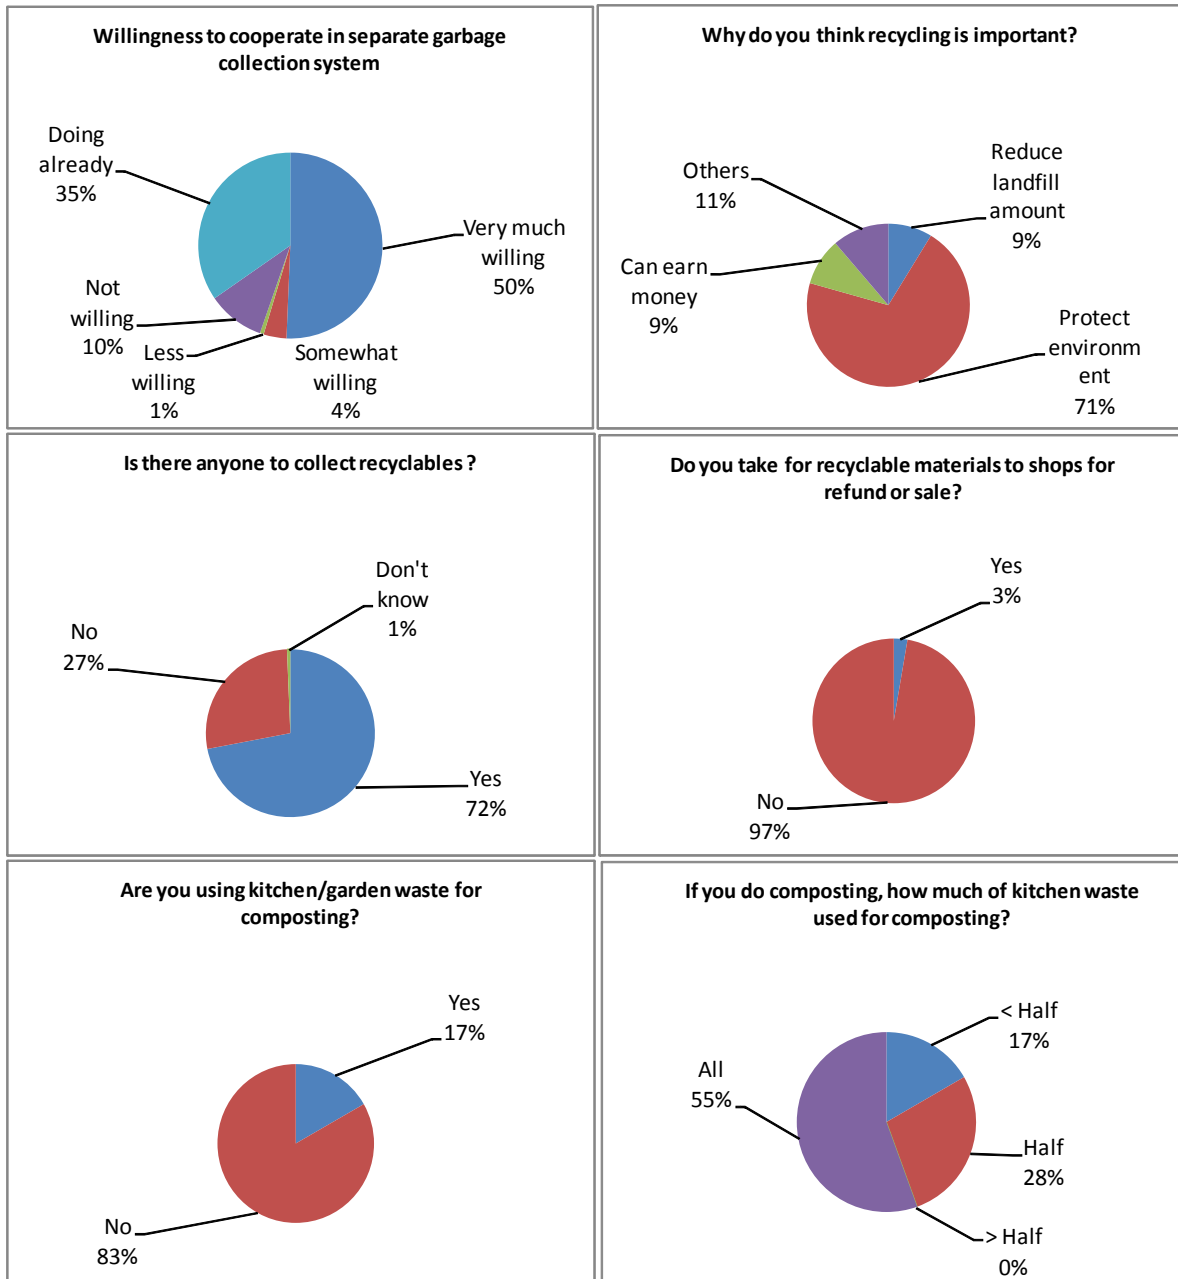 Willingness to cooperate in separate garbage
collection system
Doing
already
35%
Very much
willing
50%
Not
willing
10%
Less
willing
1%
Somewhat
willing
4%
Why do you think recycling is important?
Others
11%
Reduce
landfill
amount
9%
Can earn
money
9%
Protect
environm
ent
71%
Is there anyone to collect recyclables ?
Don't
know
1%
No
27%
Yes
72%
Do you take for recyclable materials to shops for
refund or sale?
Yes
3%
No
97%
Are you using kitchen/garden waste for
composting?
Yes
17%
No
83%
If you do composting, how much of kitchen waste
used for composting?
< Half
17%
All
55%
Half
28%
> Half
0%